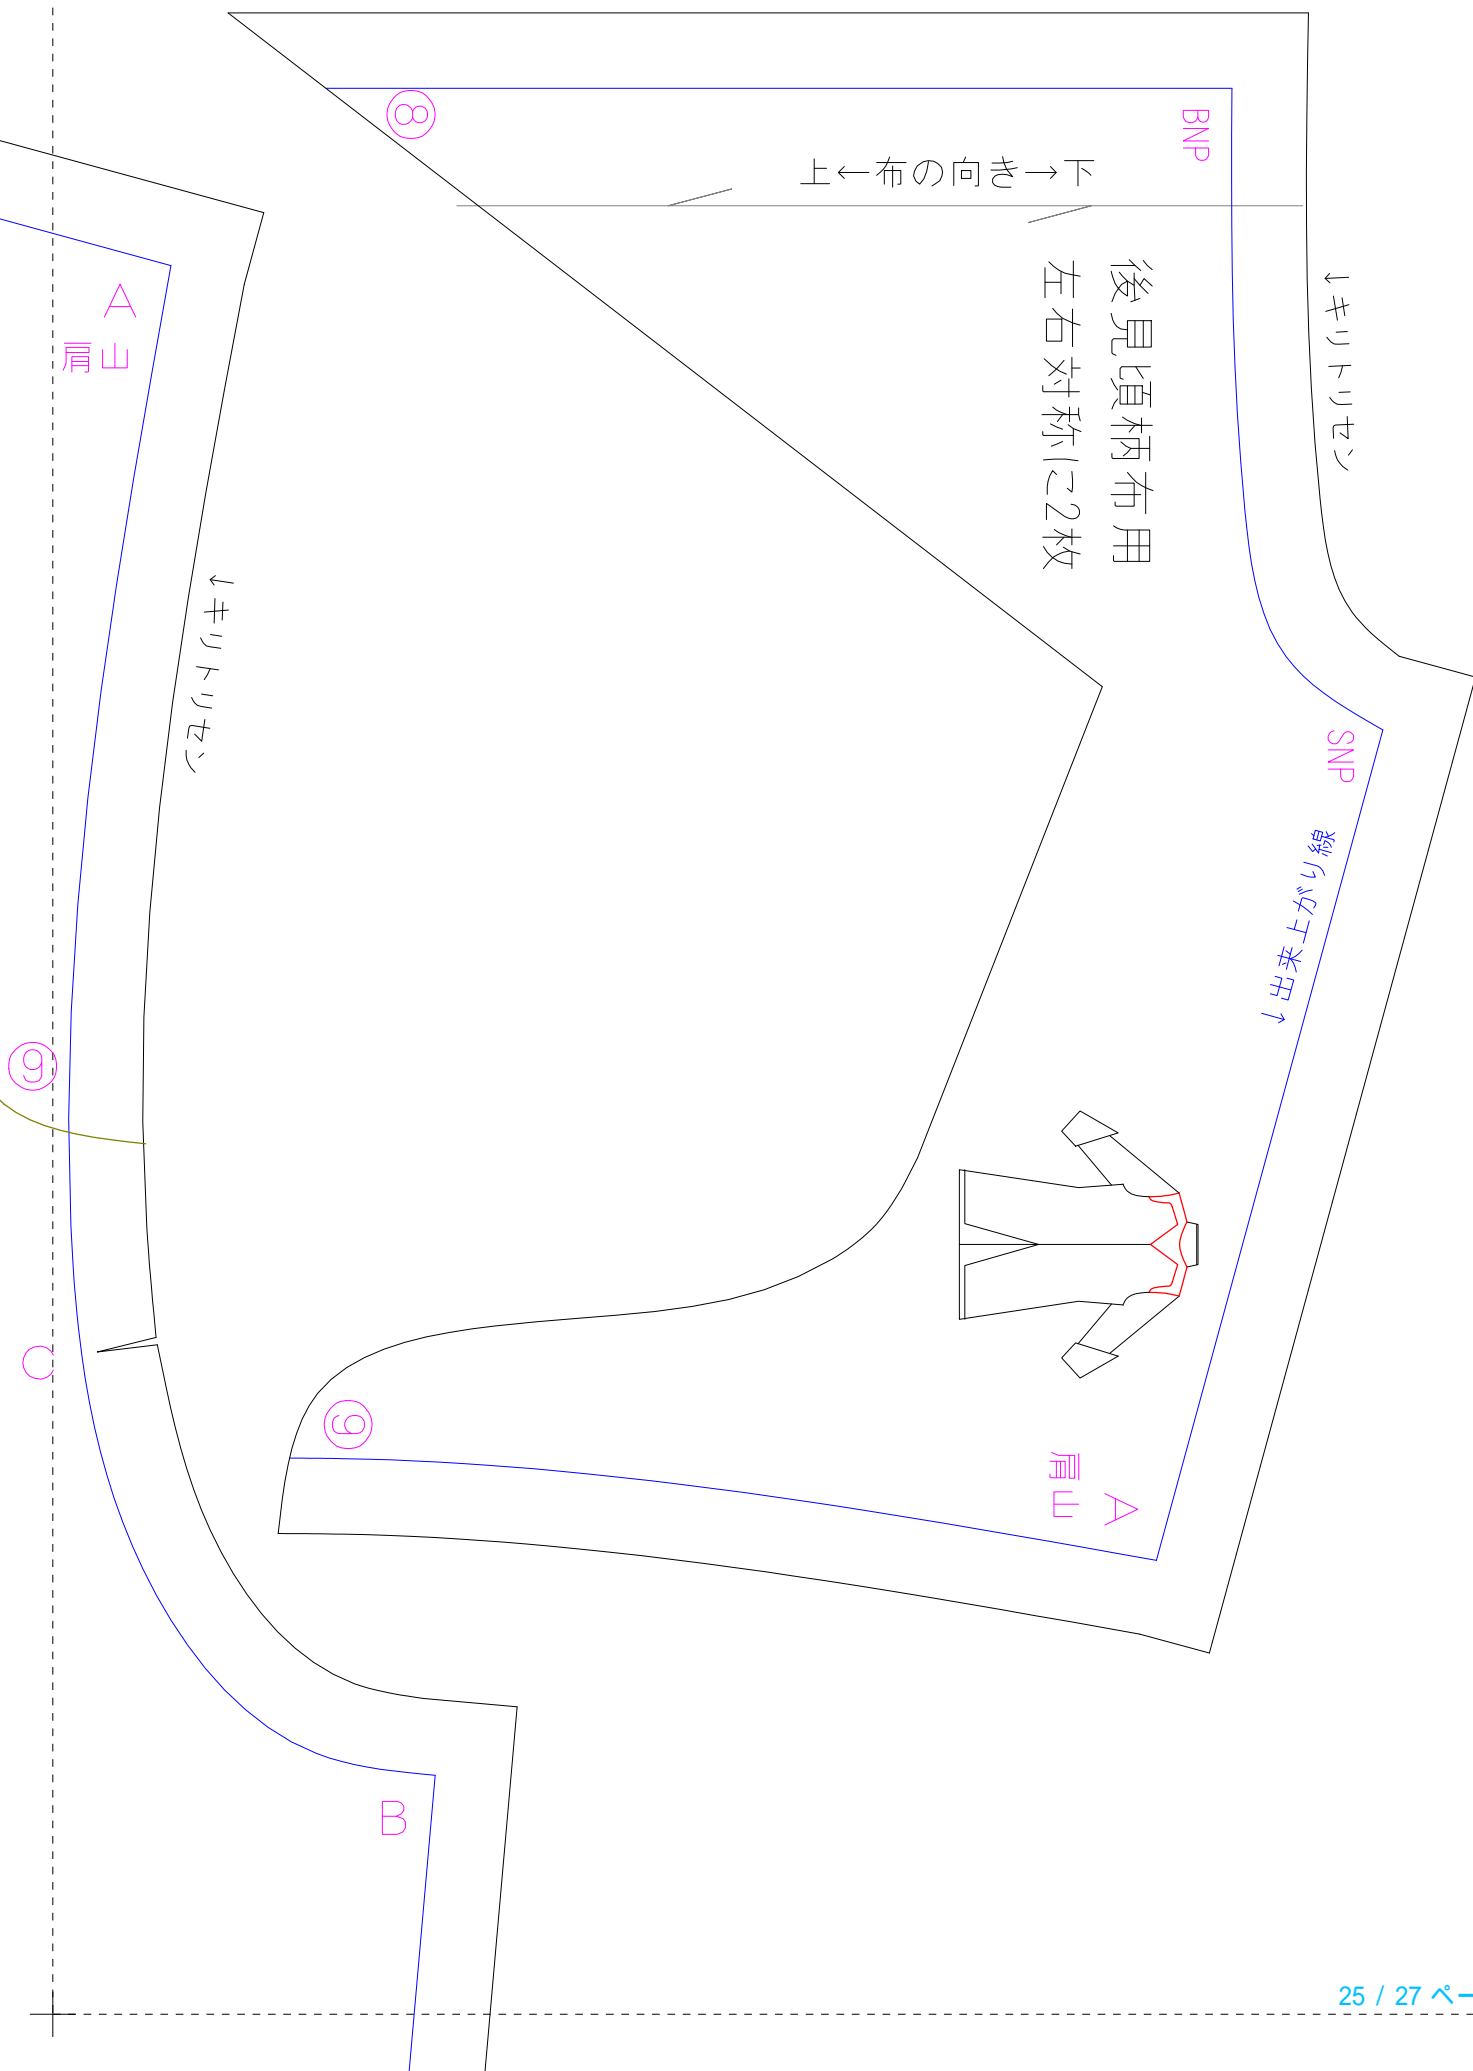 ⑧
BNP
上←布の向き→下
後見頃柄布用
左右対称に2枚
↓キリトリセン
A
肩山
↓キリトリセン
SNP
↑出来上がり線
⑨
C
⑨
A
肩山
B
25 / 27 ペー